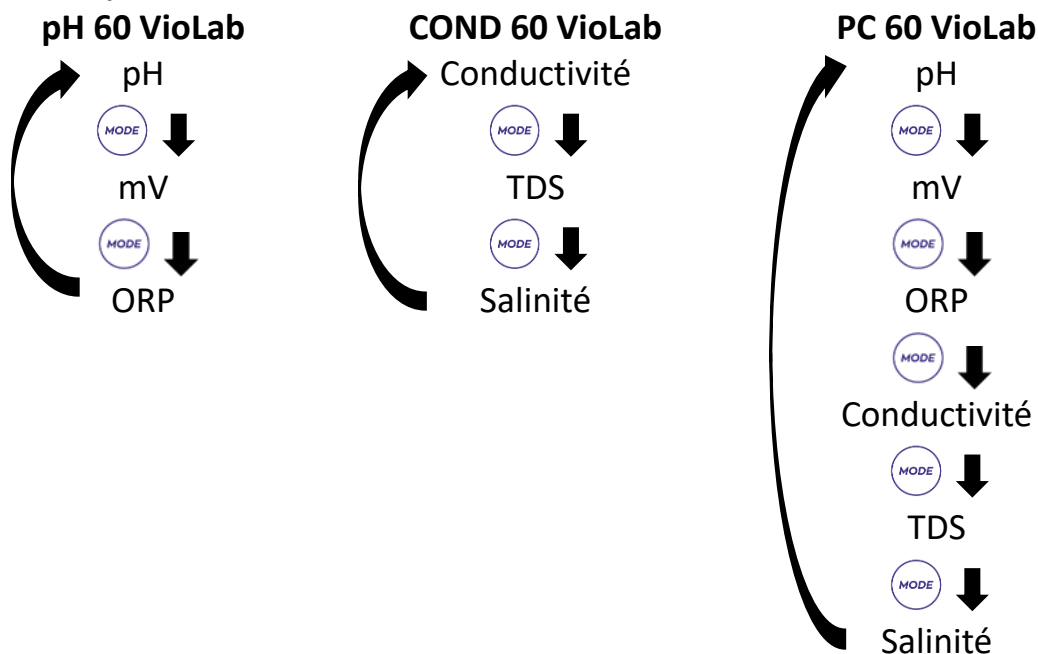 pH 60 VioLab
pH
MODE
mV
MODE
ORP
COND 60 VioLab
Conductivité
MODE
TDS
MODE
Salinité
PC 60 VioLab
pH
MODE
mV
MODE
ORP
MODE
Conductivité
MODE
TDS
MODE
Salinité